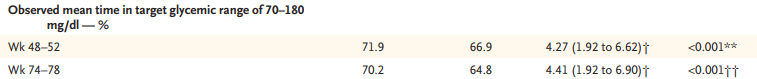 Observed mean time in target glycemic range of 70–180
mg/dl — %
Wk 48–52 71.9 66.9 4.27 (1.92 to 6.62)† <0.001**
Wk 74–78 70.2 64.8 4.41 (1.92 to 6.90)† <0.001††